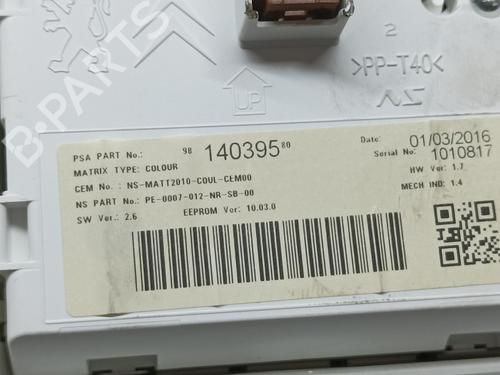 B-PARTS
2
>PP-T40<
NS
UP
PSA PART No.: 98 140395 80
Date: 01/03/2016
MATRIX TYPE: COLOUR
Serial No.: 1010817
CEM No.: NS-MATT2010-COUL-CEM00
HW Ver: 1.7
NS PART No.: PE-0007-012-NR-SB-00
MECH IND: 1.4
SW Ver.: 2.6
EEPROM Ver: 10.03.0